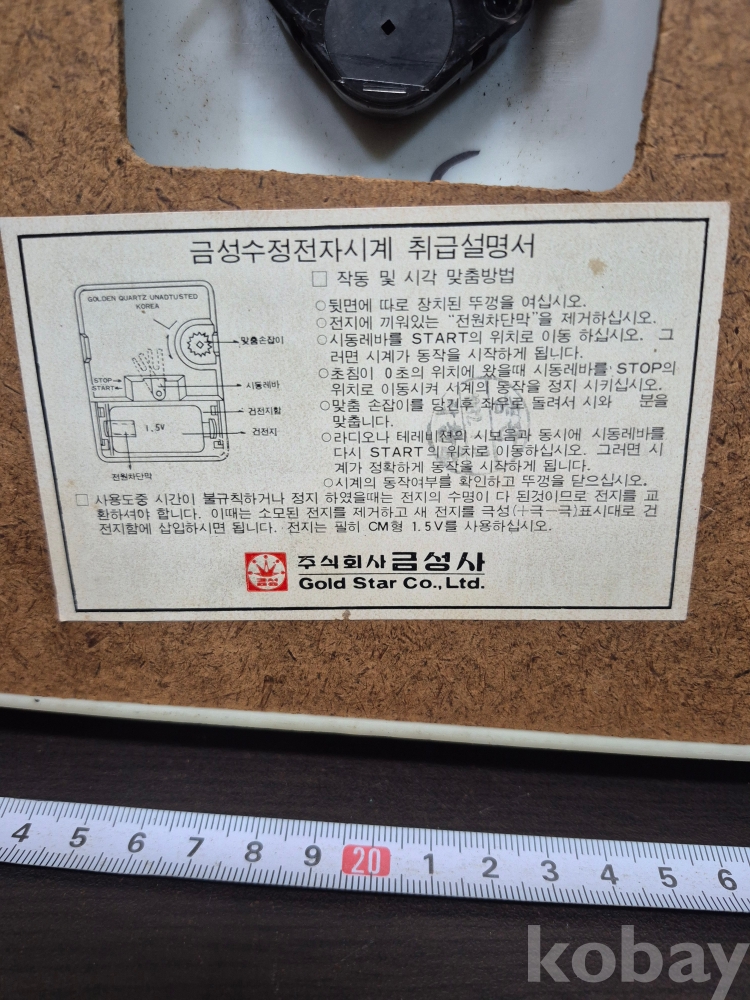 금성수정전자시계 취급설명서
□ 작동 및 시각 맞춤방법
GOLDEN QUARTZ UNADTUSTED
KOREA
맞춤손잡이
STOP
START
시동레바
건전지함
1.5V
건전지
전원차단막
○뒷면에 따로 장치된 뚜껑을 여십시오.
○전지에 끼워있는 "전원차단막"을 제거하십시오.
○시동레바를 START의 위치로 이동 하십시오. 그
러면 시계가 동작을 시작하게 됩니다.
○초침이 0초의 위치에 왔을때 시동레바를 STOP의
위치로 이동시켜 서계의 동작을 정지 시키십시오.
○맞춤 손잡이를 당긴후 좌우로 돌려서 시와 분을
맞춥니다.
○라디오나 테레비젼의 시보음과 동시에 시동레바를
다시 START의 위치로 이동하십시오. 그러면 시
계가 정확하게 동작을 시작하게 됩니다.
○시계의 동작여부를 확인하고 뚜껑을 닫으십시오.
□ 사용도중 시간이 불규칙하거나 정지 하였을때는 전지의 수명이 다 된것이므로 전지를 교
환하셔야 합니다. 이때는 소모된 전지를 제거하고 새 전지를 극성(+극-극)표시대로 건
전지함에 삽입하시면 됩니다. 전지는 필히 CM형 1.5V를 사용하십시오.
금성
주식회사 금성사
Gold Star Co., Ltd.
4 5 6 7 8 9 20 1 2 3 4 5 6
kobay